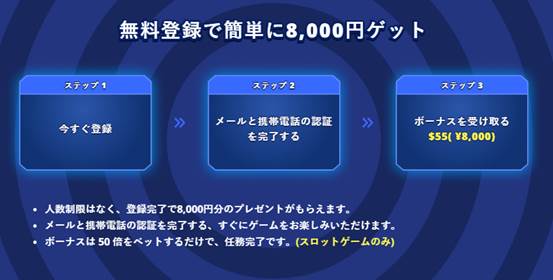 無料登録で簡単に8,000円ゲット
ステップ 1
今すぐ登録
ステップ 2
メールと携帯電話の認証
を完了する
ステップ 3
ボーナスを受け取る
$55( ¥8,000)
• 人数制限はなく、登録完了で8,000円分のプレゼントがもらえます。
• メールと携帯電話の認証を完了する、すぐにゲームをお楽しみいただけます。
• ボーナスは 50 倍をベットするだけで、任務完了です。(スロットゲームのみ)